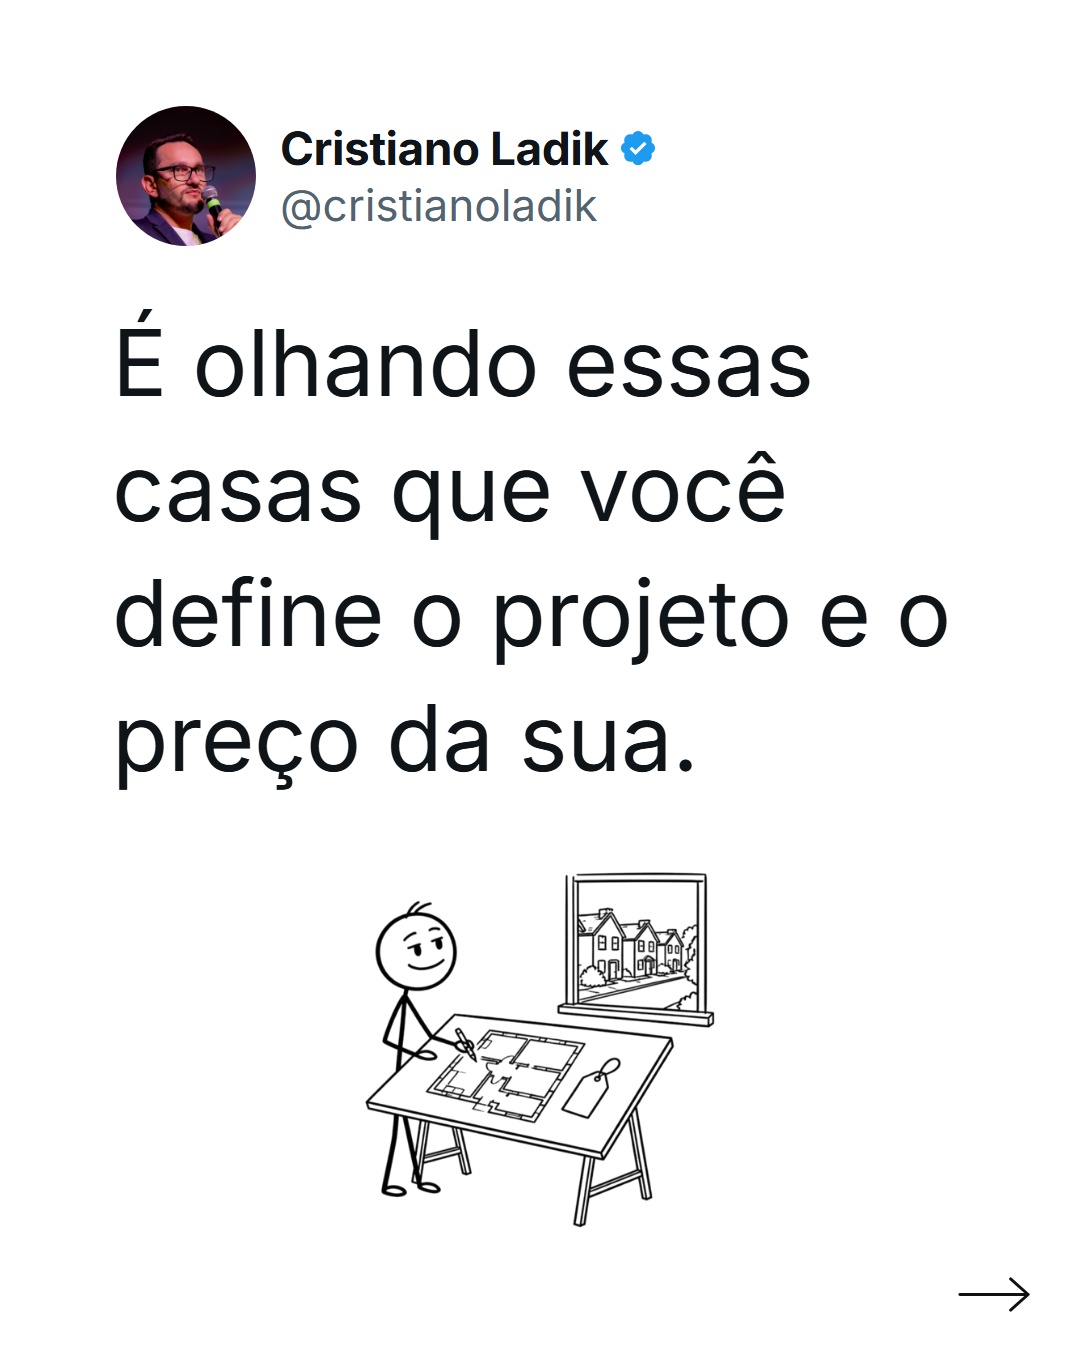 Cristiano Ladik
@cristianoladik
É olhando essas
casas que você
define o projeto e o
preço da sua.